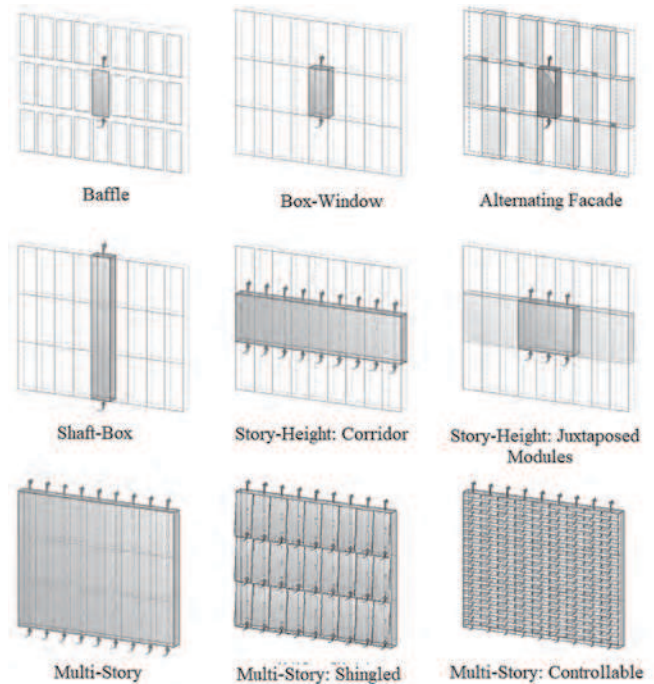 Baffle
Box-Window
Alternating Facade
Shaft-Box
Story-Height: Corridor
Story-Height: Juxtaposed
Modules
Multi-Story
Multi-Story: Shingled
Multi-Story: Controllable